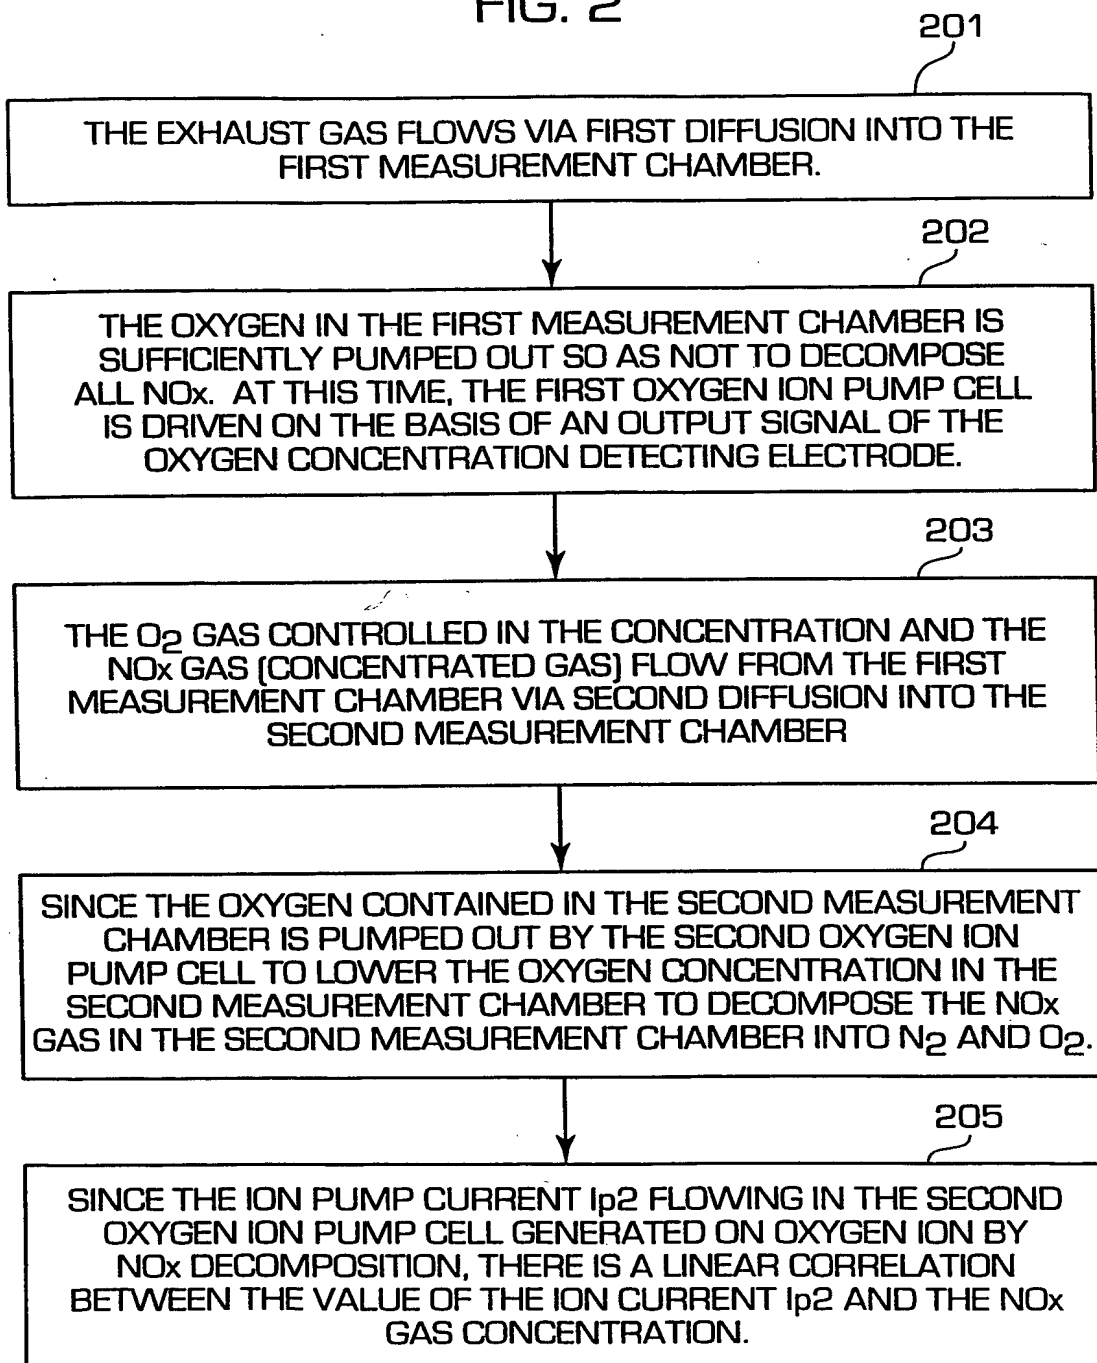 FIG. 2
201
THE EXHAUST GAS FLOWS VIA FIRST DIFFUSION INTO THE
FIRST MEASUREMENT CHAMBER.
202
THE OXYGEN IN THE FIRST MEASUREMENT CHAMBER IS
SUFFICIENTLY PUMPED OUT SO AS NOT TO DECOMPOSE
ALL NOx. AT THIS TIME, THE FIRST OXYGEN ION PUMP CELL
IS DRIVEN ON THE BASIS OF AN OUTPUT SIGNAL OF THE
OXYGEN CONCENTRATION DETECTING ELECTRODE.
203
THE O2 GAS CONTROLLED IN THE CONCENTRATION AND THE
NOx GAS (CONCENTRATED GAS) FLOW FROM THE FIRST
MEASUREMENT CHAMBER VIA SECOND DIFFUSION INTO THE
SECOND MEASUREMENT CHAMBER
204
SINCE THE OXYGEN CONTAINED IN THE SECOND MEASUREMENT
CHAMBER IS PUMPED OUT BY THE SECOND OXYGEN ION
PUMP CELL TO LOWER THE OXYGEN CONCENTRATION IN THE
SECOND MEASUREMENT CHAMBER TO DECOMPOSE THE NOx
GAS IN THE SECOND MEASUREMENT CHAMBER INTO N2 AND O2.
205
SINCE THE ION PUMP CURRENT Ip2 FLOWING IN THE SECOND
OXYGEN ION PUMP CELL GENERATED ON OXYGEN ION BY
NOx DECOMPOSITION, THERE IS A LINEAR CORRELATION
BETWEEN THE VALUE OF THE ION CURRENT Ip2 AND THE NOx
GAS CONCENTRATION.